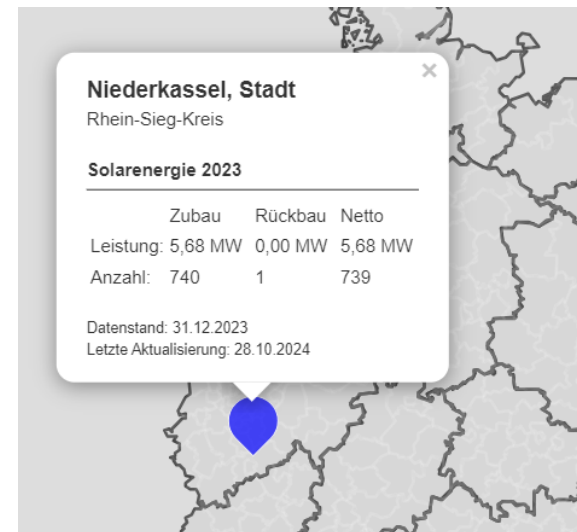 ×
Niederkassel, Stadt
Rhein-Sieg-Kreis
Solarenergie 2023
Zubau Rückbau Netto
Leistung: 5,68 MW 0,00 MW 5,68 MW
Anzahl: 740 1 739
Datenstand: 31.12.2023
Letzte Aktualisierung: 28.10.2024